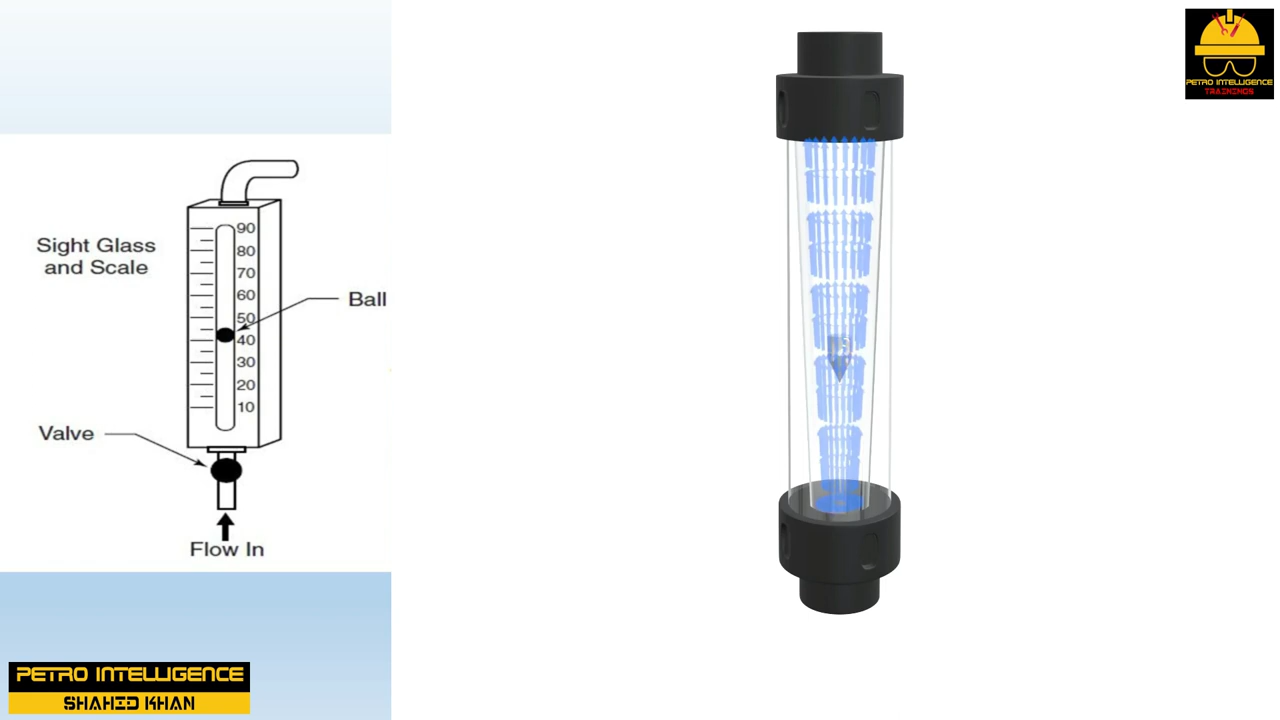 PETRO INTELLIGENCE
TRAININGS
Sight Glass
and Scale
90
80
70
60
50
40
30
20
10
Ball
Valve
Flow In
PETRO INTELLIGENCE
SHAHID KHAN